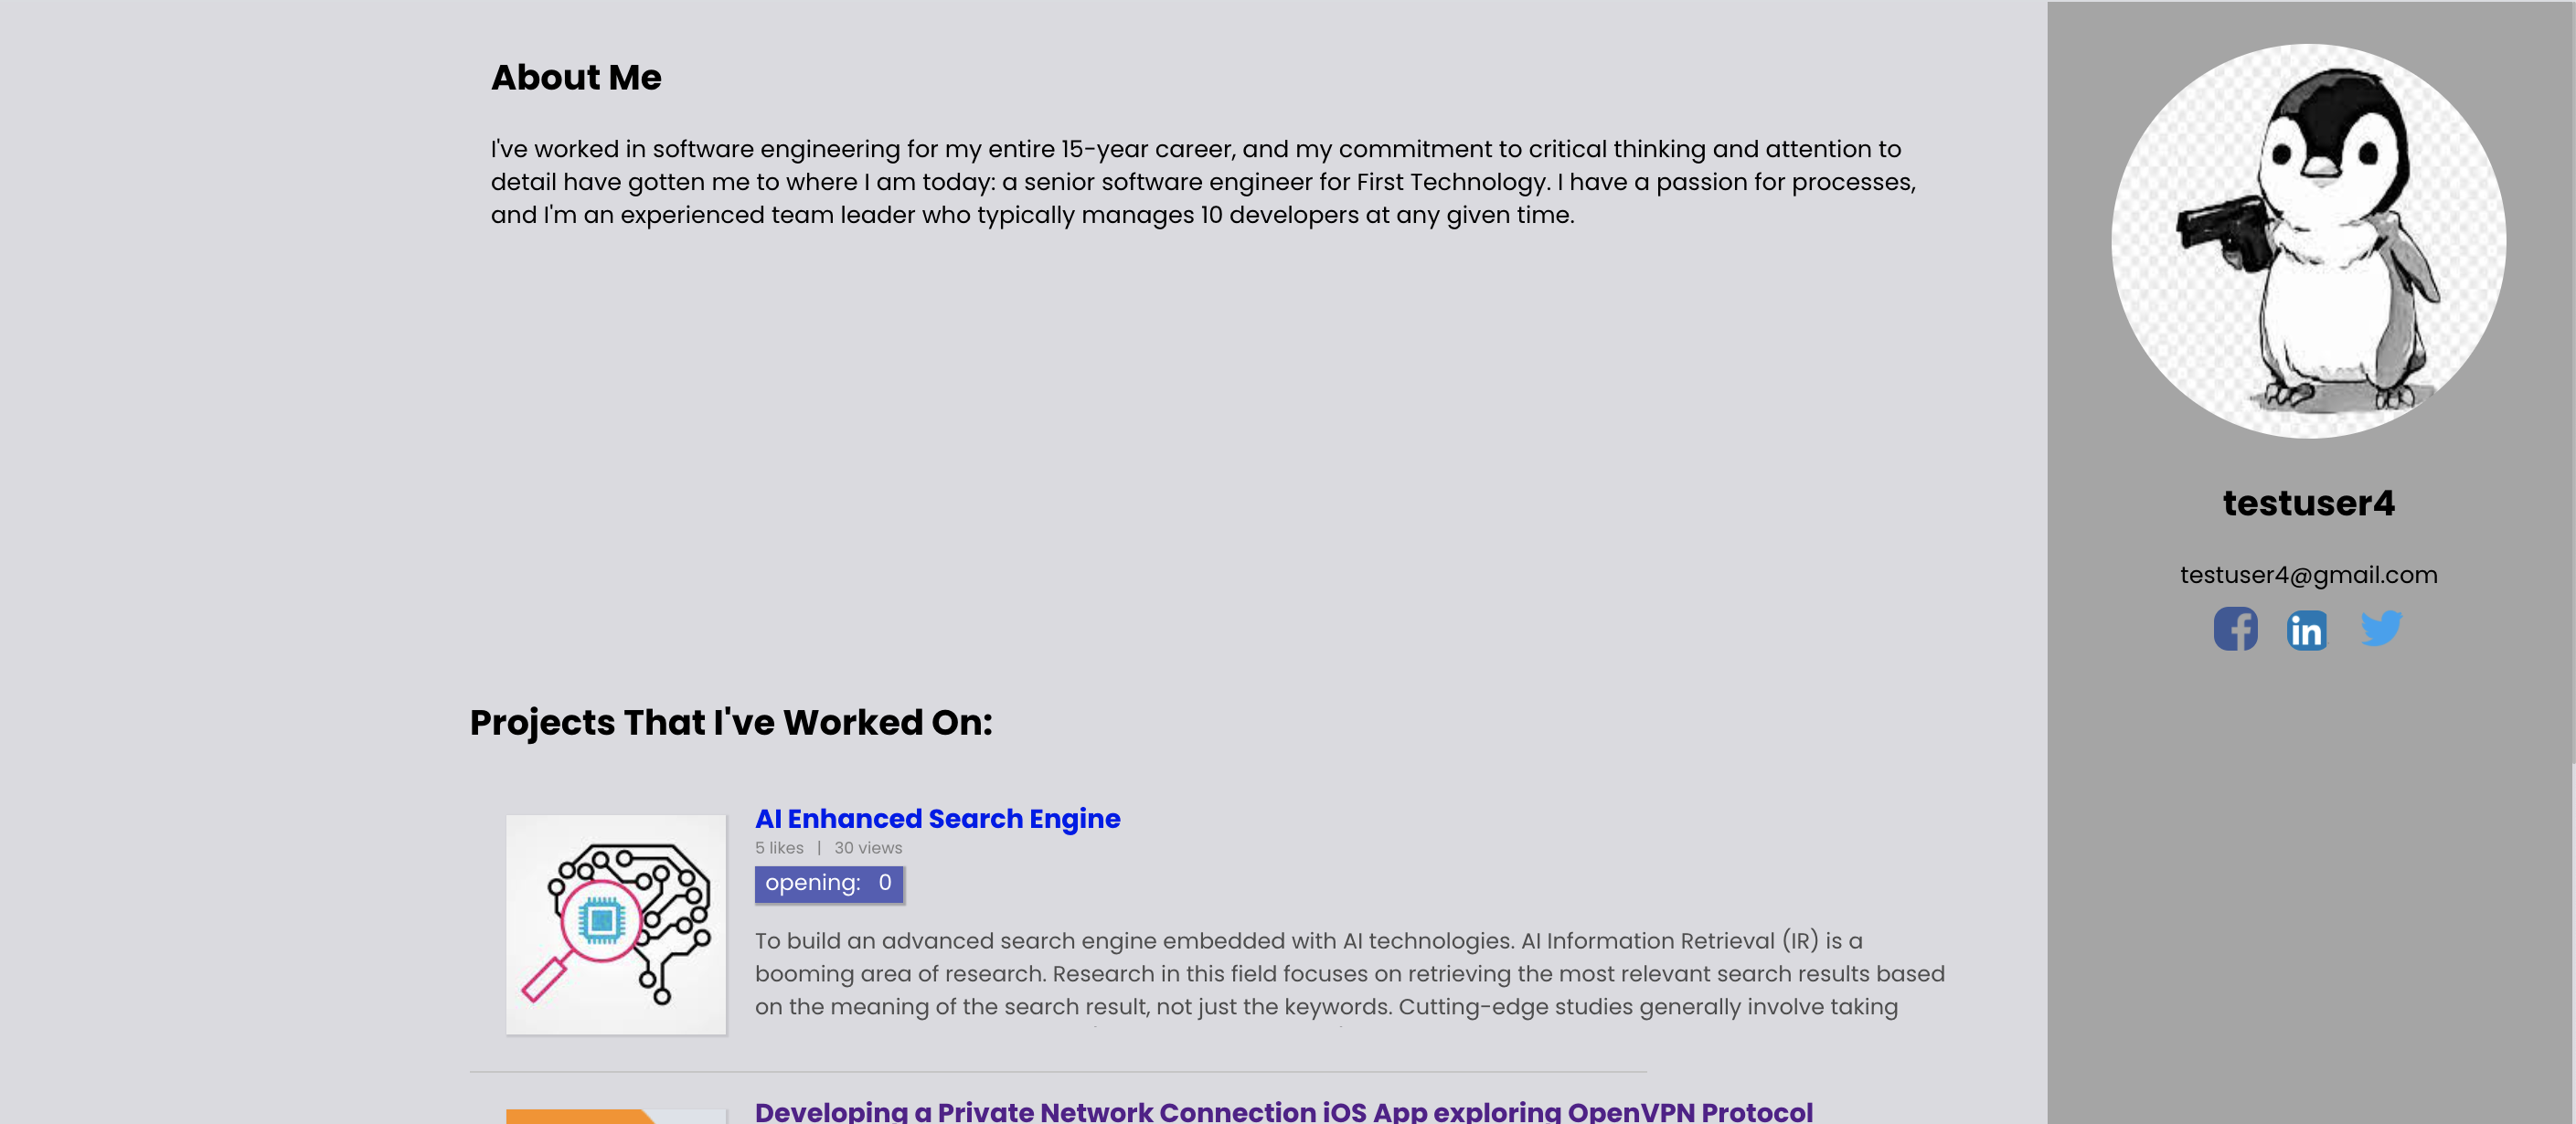 About Me
I've worked in software engineering for my entire 15-year career, and my commitment to critical thinking and attention to
detail have gotten me to where I am today: a senior software engineer for First Technology. I have a passion for processes,
and I'm an experienced team leader who typically manages 10 developers at any given time.
testuser4
testuser4@gmail.com
in
Projects That I've Worked On:
AI Enhanced Search Engine
5 likes | 30 views
opening: 0
To build an advanced search engine embedded with AI technologies. AI Information Retrieval (IR) is a
booming area of research. Research in this field focuses on retrieving the most relevant search results based
on the meaning of the search result, not just the keywords. Cutting-edge studies generally involve taking
Developing a Private Network Connection iOS App exploring OpenVPN Protocol